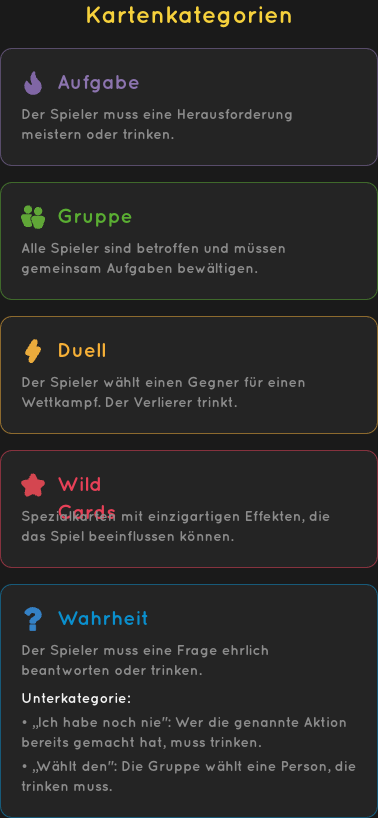 Kartenkategorien
Aufgabe
Der Spieler muss eine Herausforderung
meistern oder trinken.
Gruppe
Alle Spieler sind betroffen und müssen
gemeinsam Aufgaben bewältigen.
Duell
Der Spieler wählt einen Gegner für einen
Wettkampf. Der Verlierer trinkt.
Wild
Cards
Spezialkarten mit einzigartigen Effekten, die
das Spiel beeinflussen können.
Wahrheit
Der Spieler muss eine Frage ehrlich
beantworten oder trinken.
Unterkategorie:
• „Ich habe noch nie": Wer die genannte Aktion
bereits gemacht hat, muss trinken.
• „Wählt den": Die Gruppe wählt eine Person, die
trinken muss.